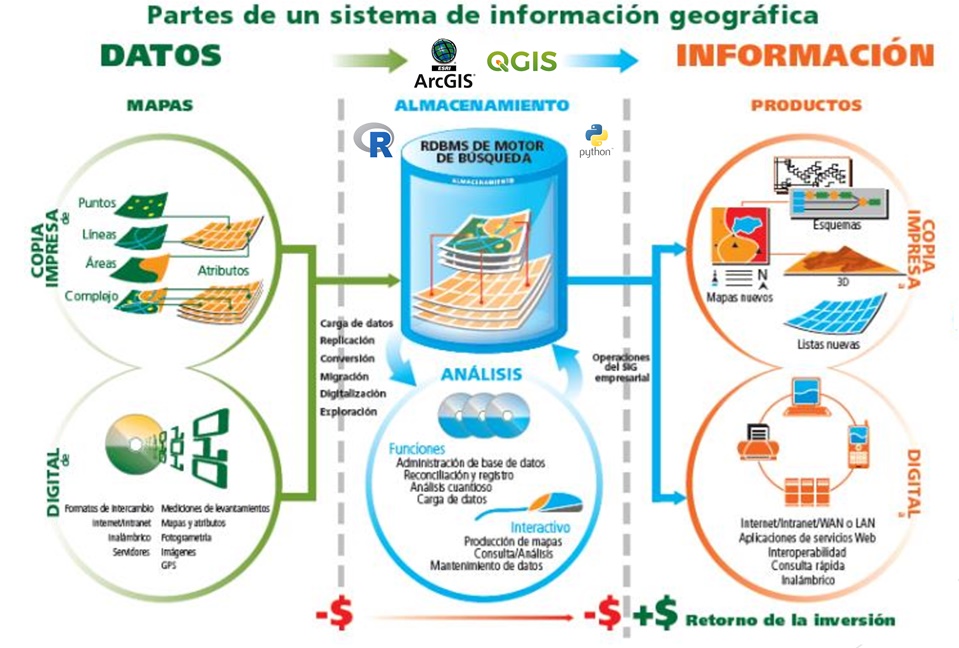 Partes de un sistema de información geográfica
DATOS
ESRI
ArcGIS
QGIS
INFORMACIÓN
MAPAS
COPIA
IMPRESA
de
Puntos
Líneas
Áreas
Complejo
Atributos
DIGITAL
de
Formatos de intercambio
Internet/Intranet
Inalámbrico
Servidores
Mediciones de levantamientos
Mapas y atributos
Fotogrametría
Imágenes
GPS
ALMACENAMIENTO
R
python
RDBMS DE MOTOR
DE BÚSQUEDA
ALMACENAMIENTO
Carga de datos
Replicación
Conversión
Migración
Digitalización
Exploración
Operaciones
del SIG
empresarial
ANÁLISIS
Funciones
Administración de base de datos
Reconciliación y registro
Análisis cuantioso
Carga de datos
Interactivo
Producción de mapas
Consulta/Análisis
Mantenimiento de datos
PRODUCTOS
COPIA
IMPRESA
a
Esquemas
N
Mapas nuevos
3D
Listas nuevas
DIGITAL
a
Internet/Intranet/WAN o LAN
Aplicaciones de servicios Web
Interoperabilidad
Consulta rápida
Inalámbrico
-$
-$
+$ Retorno de la inversión